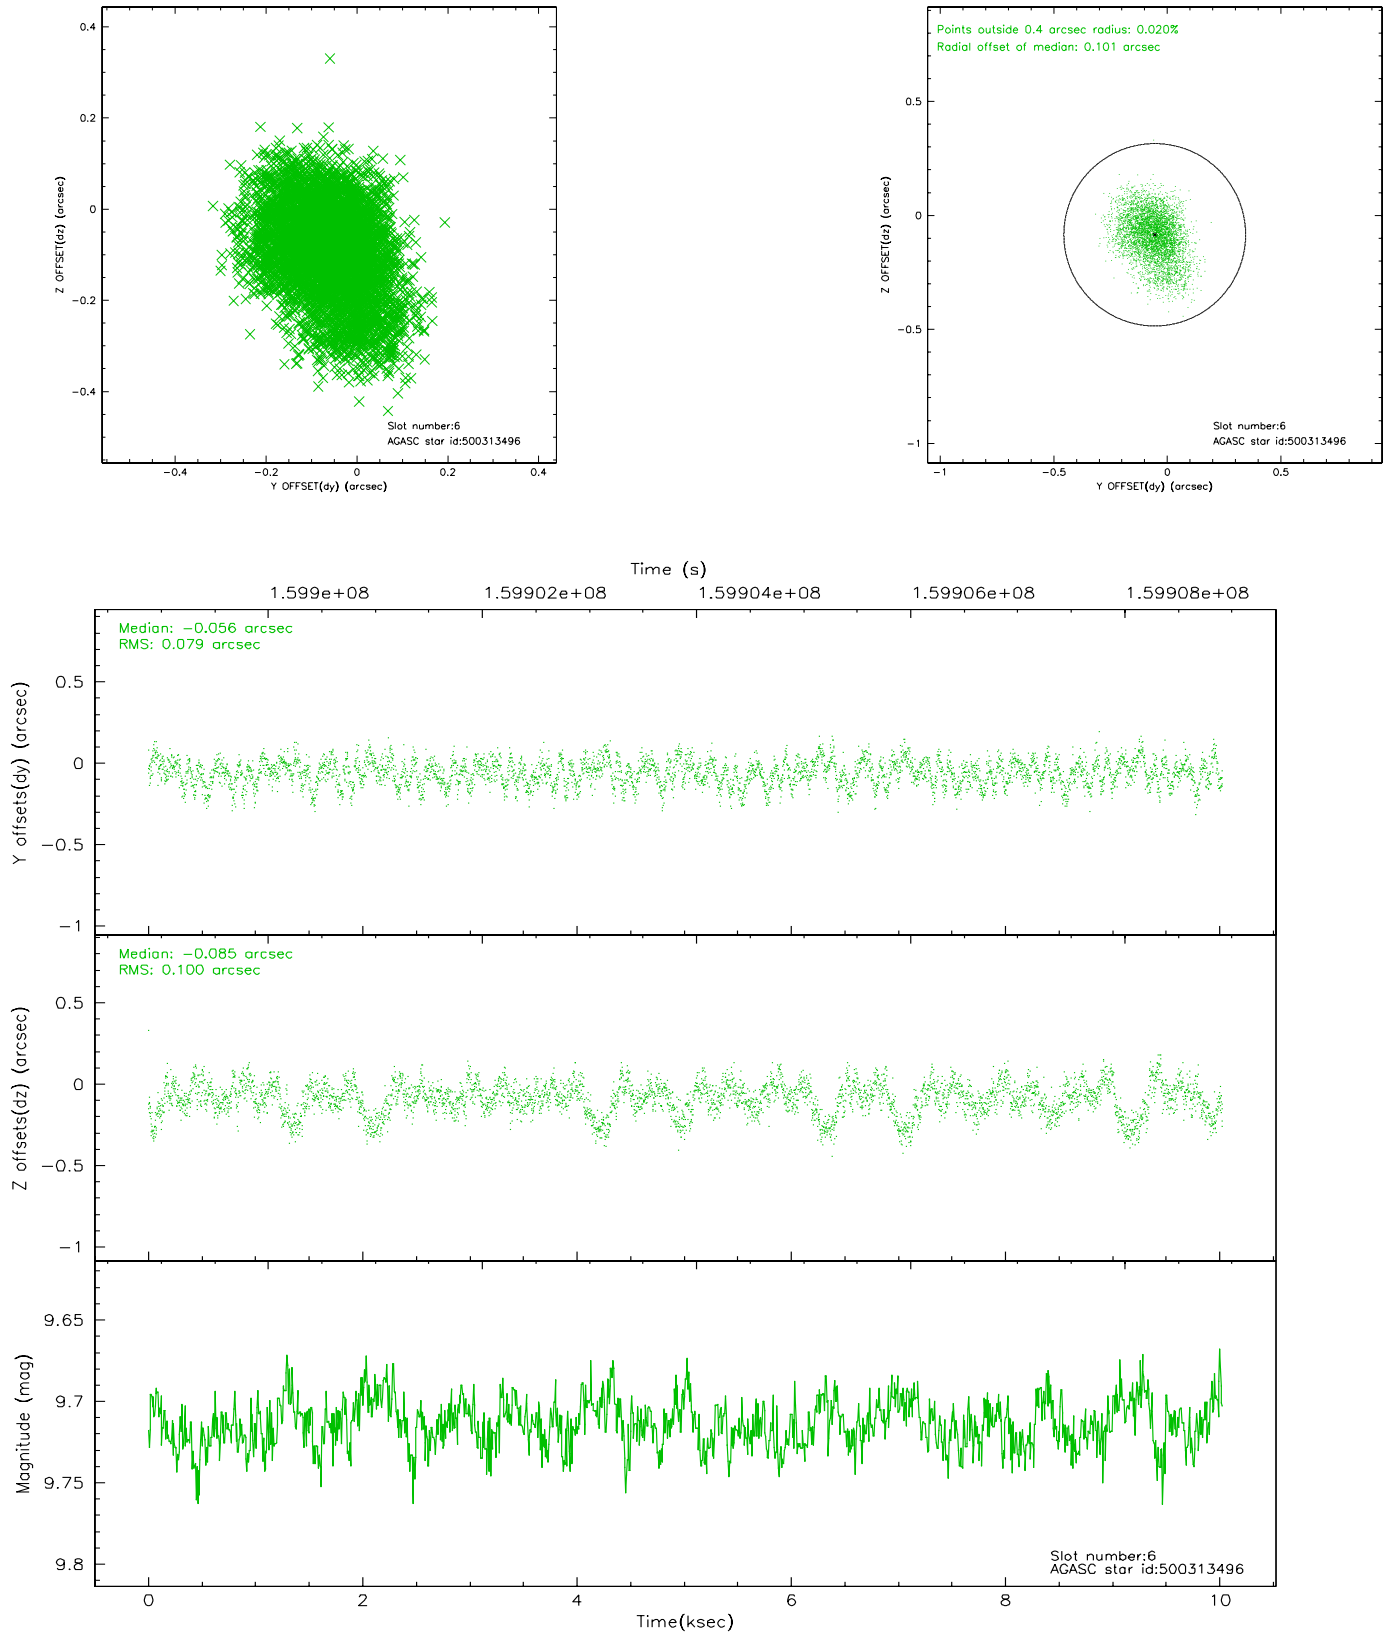 0.4
0.2
0
−0.2
−0.4
Z OFFSET(dz) (arcsec)
Slot number:6
AGASC star id:500313496
−0.4 −0.2 0 0.2 0.4
Y OFFSET(dy) (arcsec)
Points outside 0.4 arcsec radius: 0.020%
Radial offset of median: 0.101 arcsec
0.5
0
−0.5
−1
Z OFFSET(dz) (arcsec)
Slot number:6
AGASC star id:500313496
−1 −0.5 0 0.5
Y OFFSET(dy) (arcsec)
Time (s)
1.599e+08 1.59902e+08 1.59904e+08 1.59906e+08 1.59908e+08
Median: −0.056 arcsec
RMS: 0.079 arcsec
0.5
0
−0.5
−1
Y offsets(dy) (arcsec)
Median: −0.085 arcsec
RMS: 0.100 arcsec
0.5
0
−0.5
−1
Z offsets(dz) (arcsec)
9.65
9.7
9.75
9.8
Magnitude (mag)
Slot number:6
AGASC star id:500313496
0 2 4 6 8 10
Time(ksec)